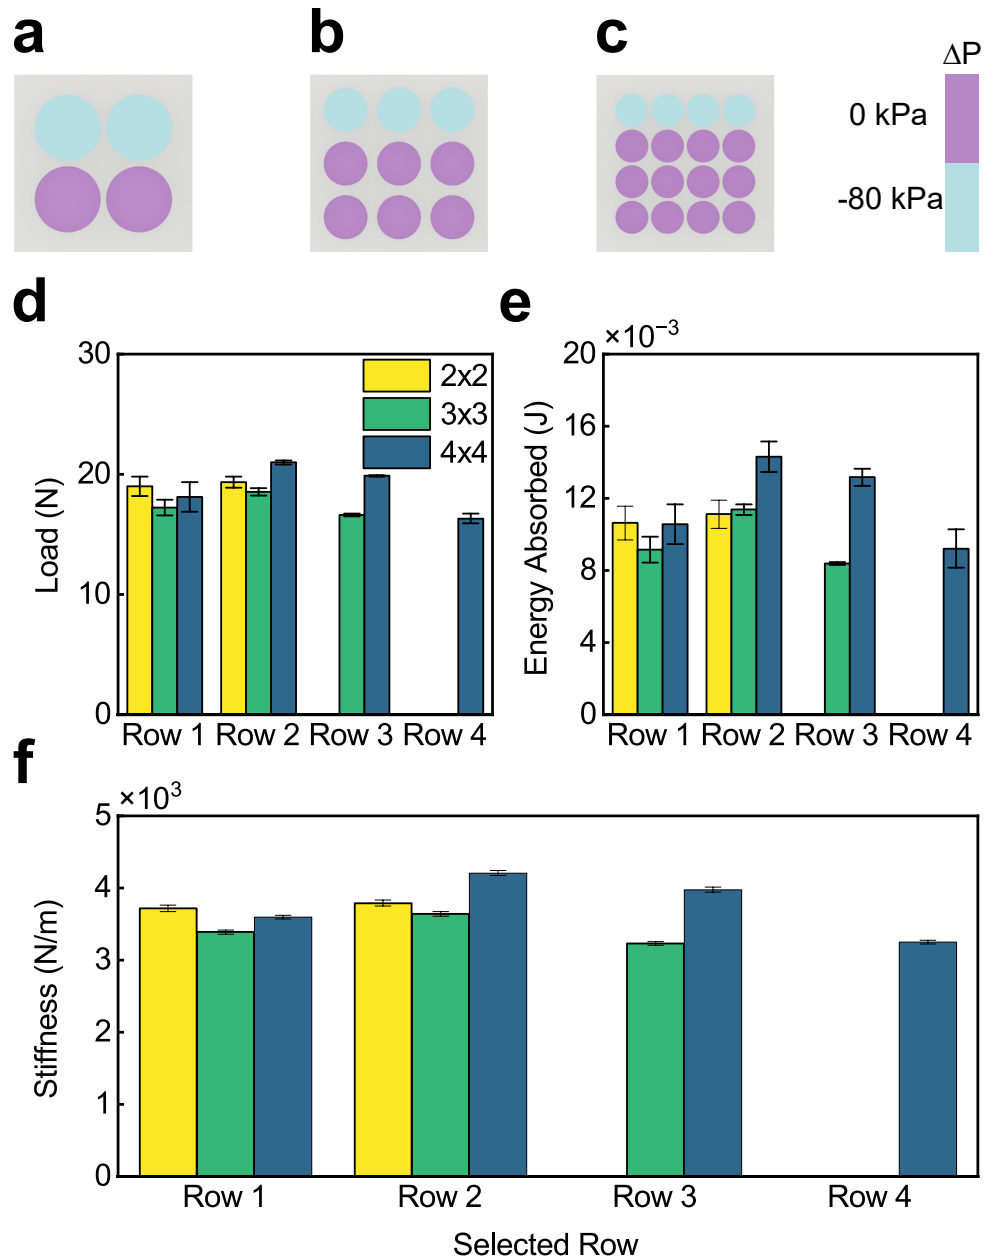 a
b
c
ΔP
0 kPa
-80 kPa
d
e
×10⁻³
30
20
10
0
Load (N)
2x2
3x3
4x4
Row 1
Row 2
Row 3
Row 4
20
16
12
8
4
0
Energy Absorbed (J)
Row 1
Row 2
Row 3
Row 4
f
×10³
5
4
3
2
1
0
Stiffness (N/m)
Row 1
Row 2
Row 3
Row 4
Selected Row